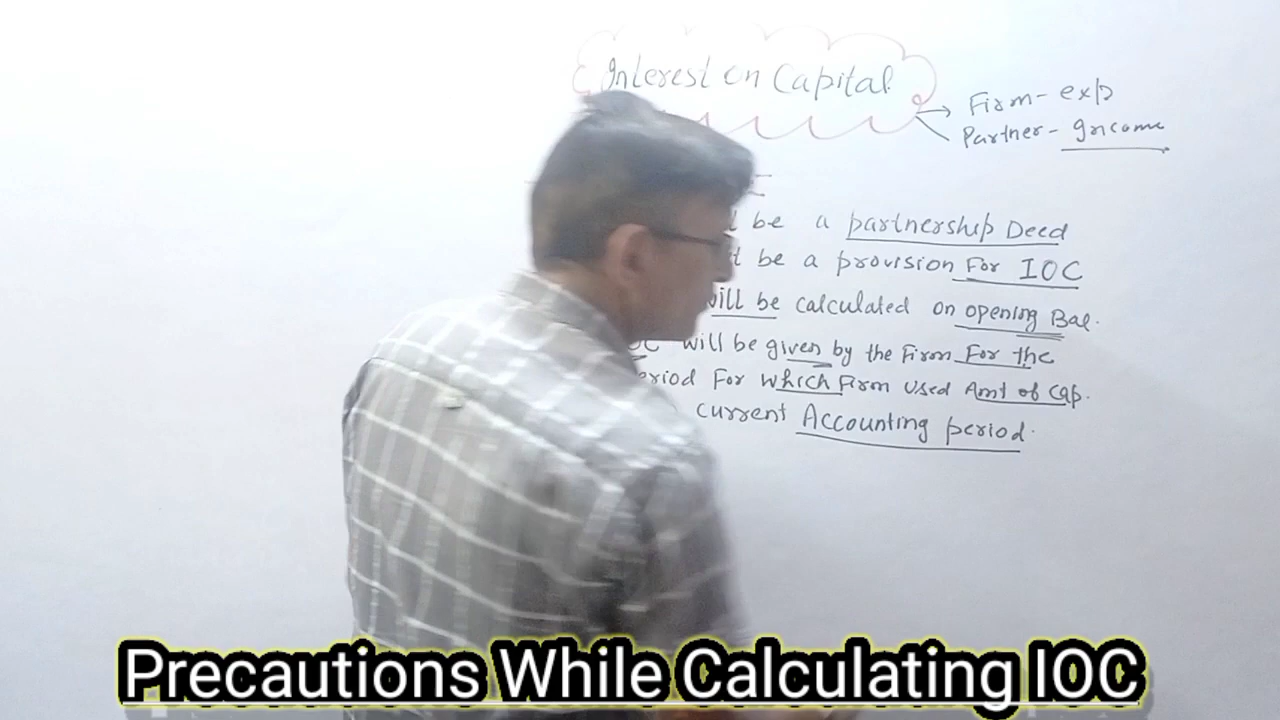 Interest on Capital
Firm - exp
Partner - Income
be a partnership Deed
be a provision For IOC
will be calculated on opening Bal.
will be given by the Firm For the
For which Firm used Amt of Cap.
current Accounting period.
Precautions While Calculating IOC